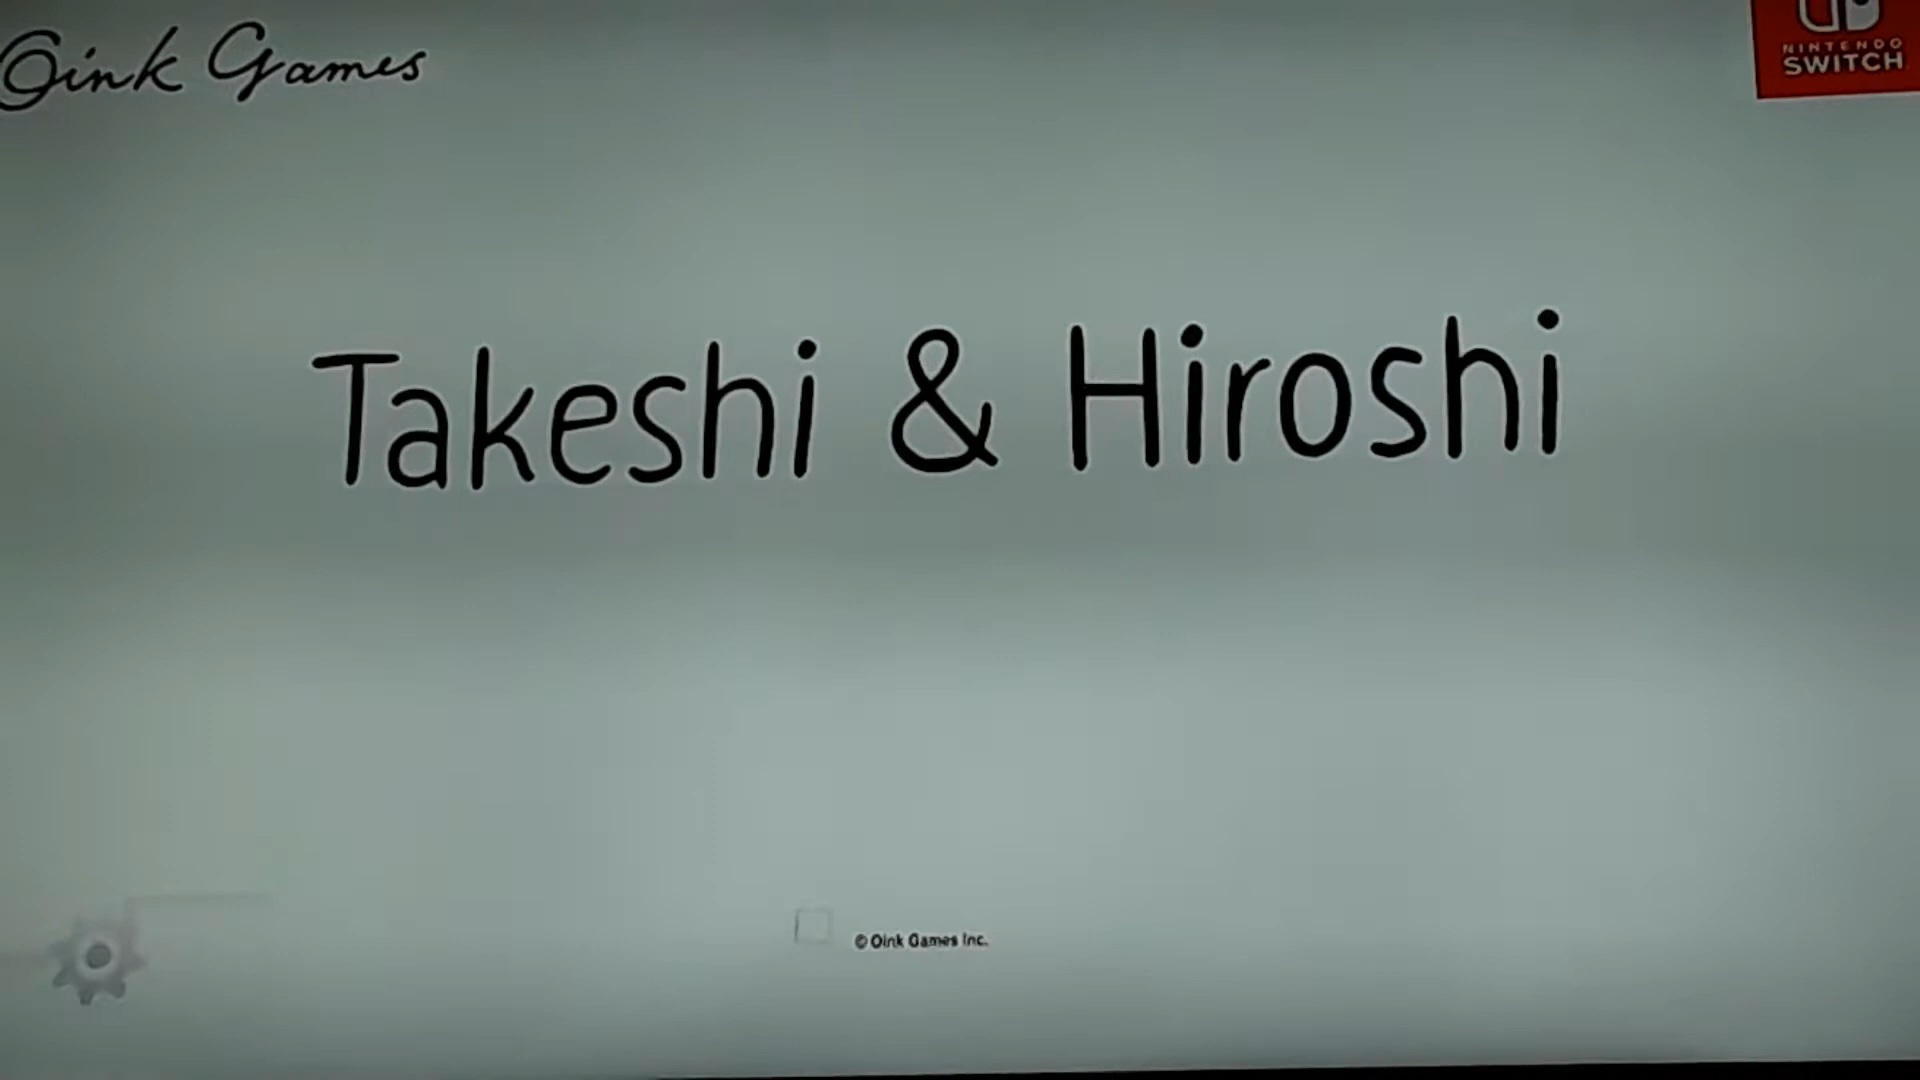 Oink Games
NINTENDO
SWITCH
Takeshi & Hiroshi
© Oink Games Inc.